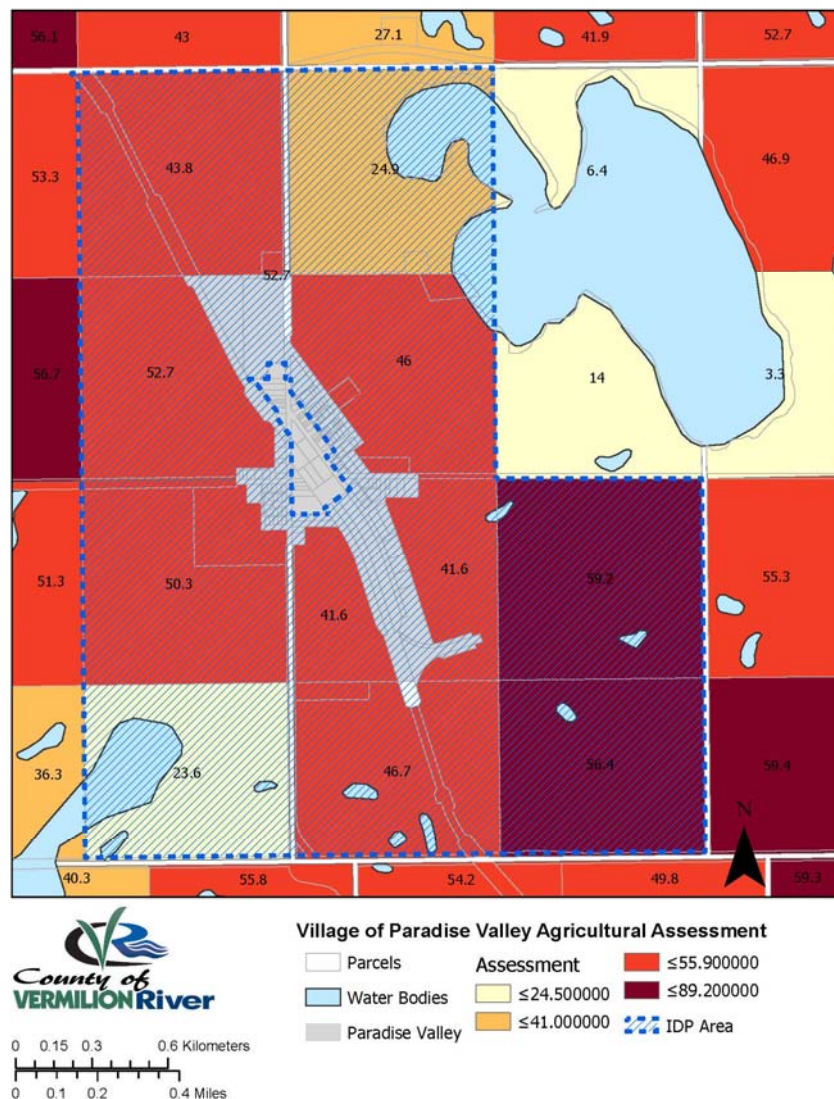 56.1 43 27.1 41.9 52.7
53.3 43.8 24.9 6.4 46.9
52.7
56.7 52.7 46 14 3.3
51.3 50.3 41.6 41.6 59.2 55.3
36.3 23.6 46.7 56.4 59.4
N
40.3 55.8 54.2 49.8 59.3
County of
VERMILION River
Village of Paradise Valley Agricultural Assessment
Parcels
Water Bodies
Paradise Valley
Assessment
≤24.500000
≤41.000000
≤55.900000
≤89.200000
IDP Area
0 0.15 0.3 0.6 Kilometers
0 0.1 0.2 0.4 Miles